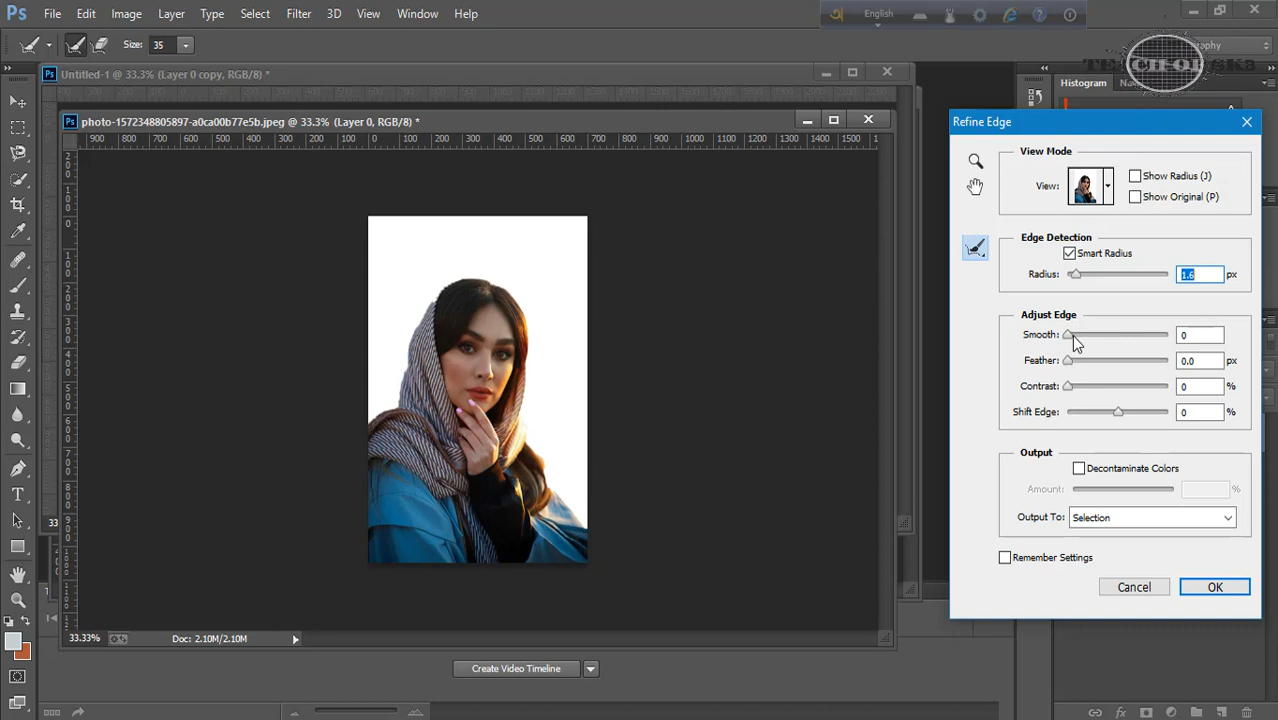 Ps File Edit Image Layer Type Select Filter 3D View Window Help
English
Size: 35
Untitled-1 @ 33.3% (Layer 0 copy, RGB/8) *
Histogram
photo-1572348805897-a0ca00b77e5b.jpeg @ 33.3% (Layer 0, RGB/8) *
Refine Edge
View Mode
View:
Show Radius (J)
Show Original (P)
Edge Detection
Smart Radius
Radius: 1.6 px
Adjust Edge
Smooth: 0
Feather: 0.0 px
Contrast: 0 %
Shift Edge: 0 %
Output
Decontaminate Colors
Amount: %
Output To: Selection
Remember Settings
Cancel OK
33.33% Doc: 2.10M/2.10M
Create Video Timeline